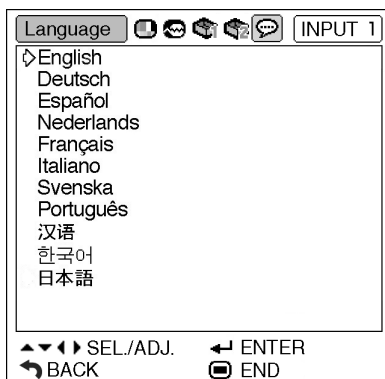 Language INPUT 1
English
Deutsch
Español
Nederlands
Français
Italiano
Svenska
Português
汉语
한국어
日本語
SEL./ADJ. ENTER
BACK END